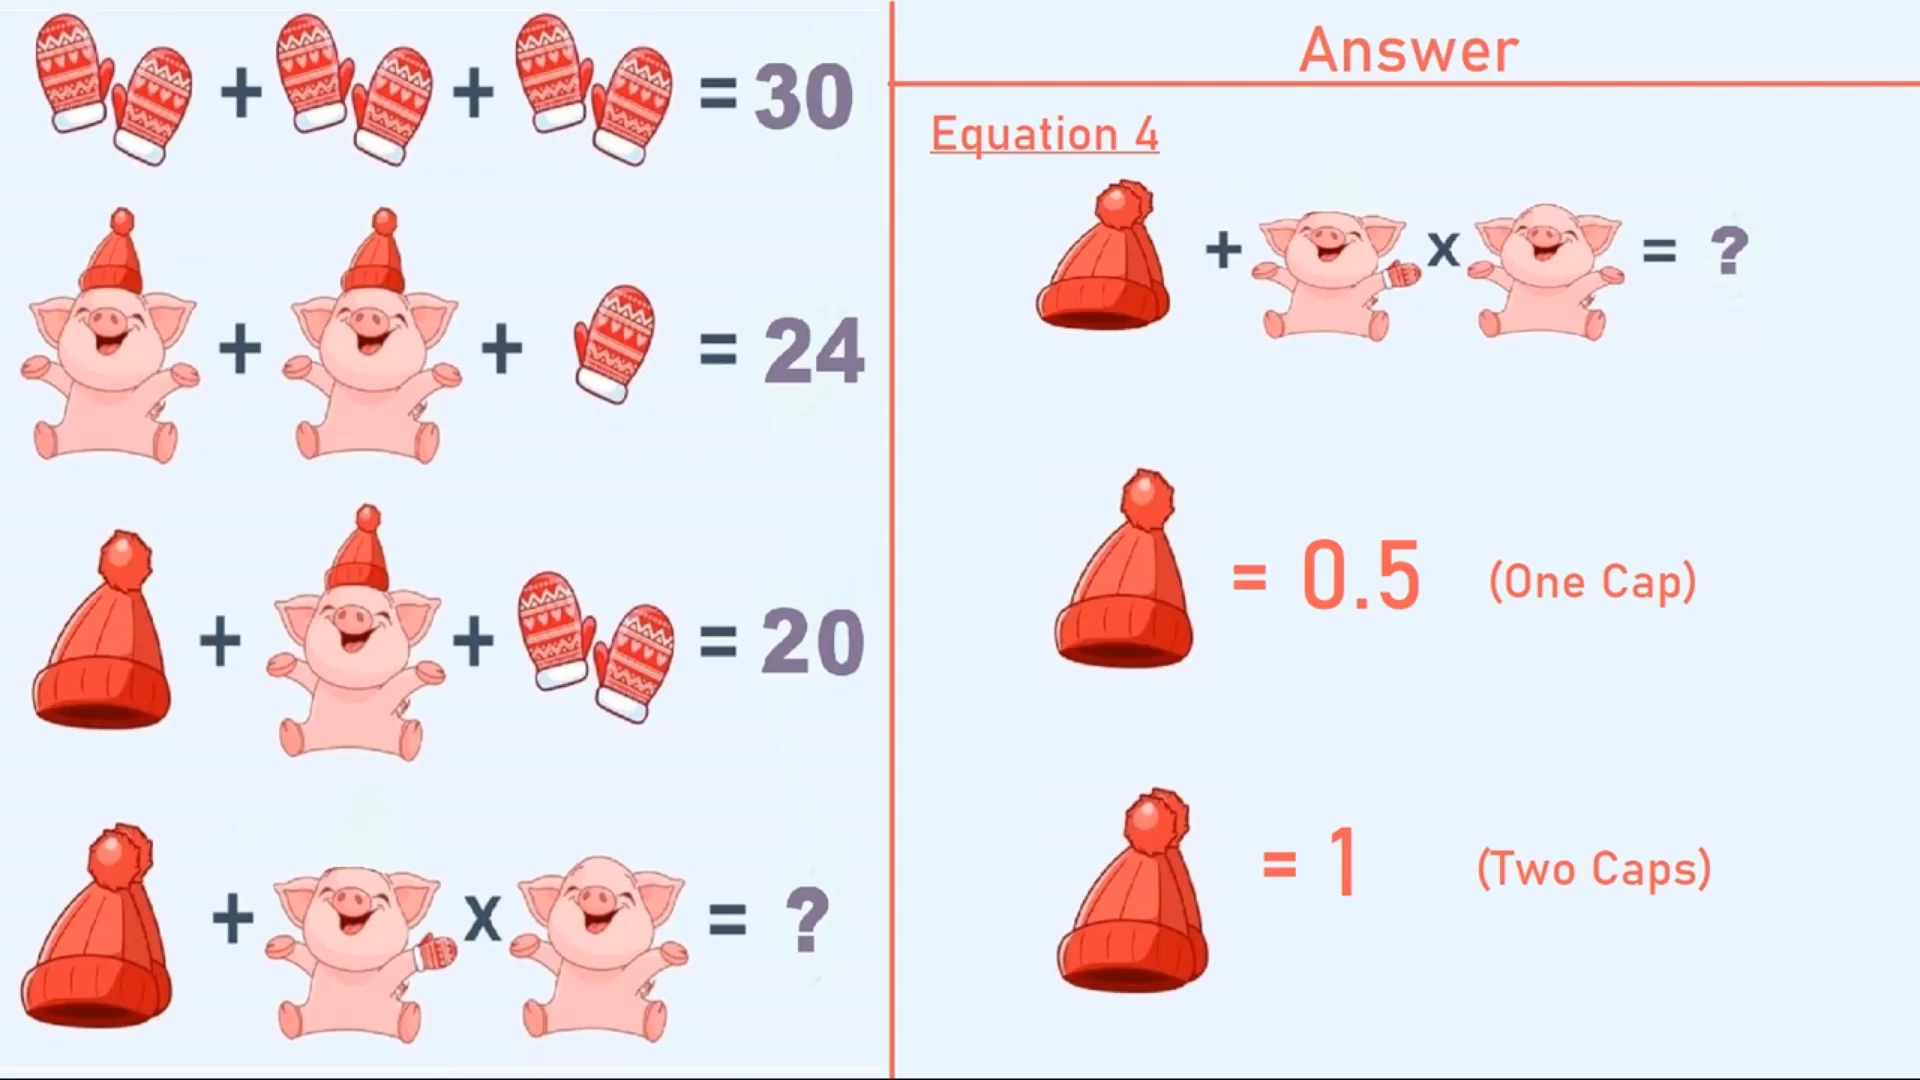 + + = 30
+ + = 24
+ + = 20
+ x = ?
Answer
Equation 4
+ x = ?
= 0.5 (One Cap)
= 1 (Two Caps)